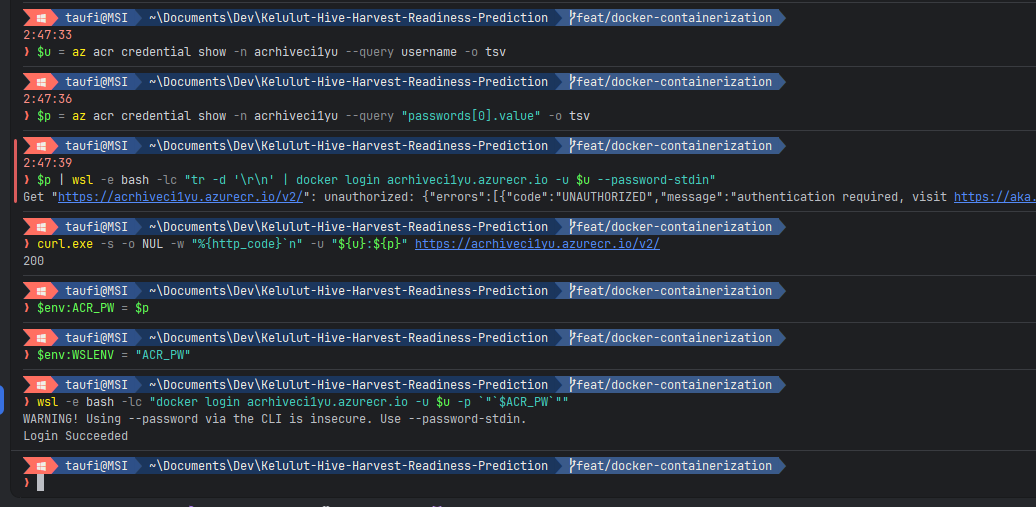 taufi@MSI ~\Documents\Dev\Kelulut-Hive-Harvest-Readiness-Prediction feat/docker-containerization
2:47:33
❯ $u = az acr credential show -n acrhiveci1yu --query username -o tsv
taufi@MSI ~\Documents\Dev\Kelulut-Hive-Harvest-Readiness-Prediction feat/docker-containerization
2:47:36
❯ $p = az acr credential show -n acrhiveci1yu --query "passwords[0].value" -o tsv
taufi@MSI ~\Documents\Dev\Kelulut-Hive-Harvest-Readiness-Prediction feat/docker-containerization
2:47:39
❯ $p | wsl -e bash -lc "tr -d '\r\n' | docker login acrhiveci1yu.azurecr.io -u $u --password-stdin"
Get "https://acrhiveci1yu.azurecr.io/v2/": unauthorized: {"errors":[{"code":"UNAUTHORIZED","message":"authentication required, visit https://aka.
taufi@MSI ~\Documents\Dev\Kelulut-Hive-Harvest-Readiness-Prediction feat/docker-containerization
❯ curl.exe -s -o NUL -w "%{http_code}`n" -u "${u}:${p}" https://acrhiveci1yu.azurecr.io/v2/
200
taufi@MSI ~\Documents\Dev\Kelulut-Hive-Harvest-Readiness-Prediction feat/docker-containerization
❯ $env:ACR_PW = $p
taufi@MSI ~\Documents\Dev\Kelulut-Hive-Harvest-Readiness-Prediction feat/docker-containerization
❯ $env:WSLENV = "ACR_PW"
taufi@MSI ~\Documents\Dev\Kelulut-Hive-Harvest-Readiness-Prediction feat/docker-containerization
❯ wsl -e bash -lc "docker login acrhiveci1yu.azurecr.io -u $u -p `"`$ACR_PW`""
WARNING! Using --password via the CLI is insecure. Use --password-stdin.
Login Succeeded
taufi@MSI ~\Documents\Dev\Kelulut-Hive-Harvest-Readiness-Prediction feat/docker-containerization
❯